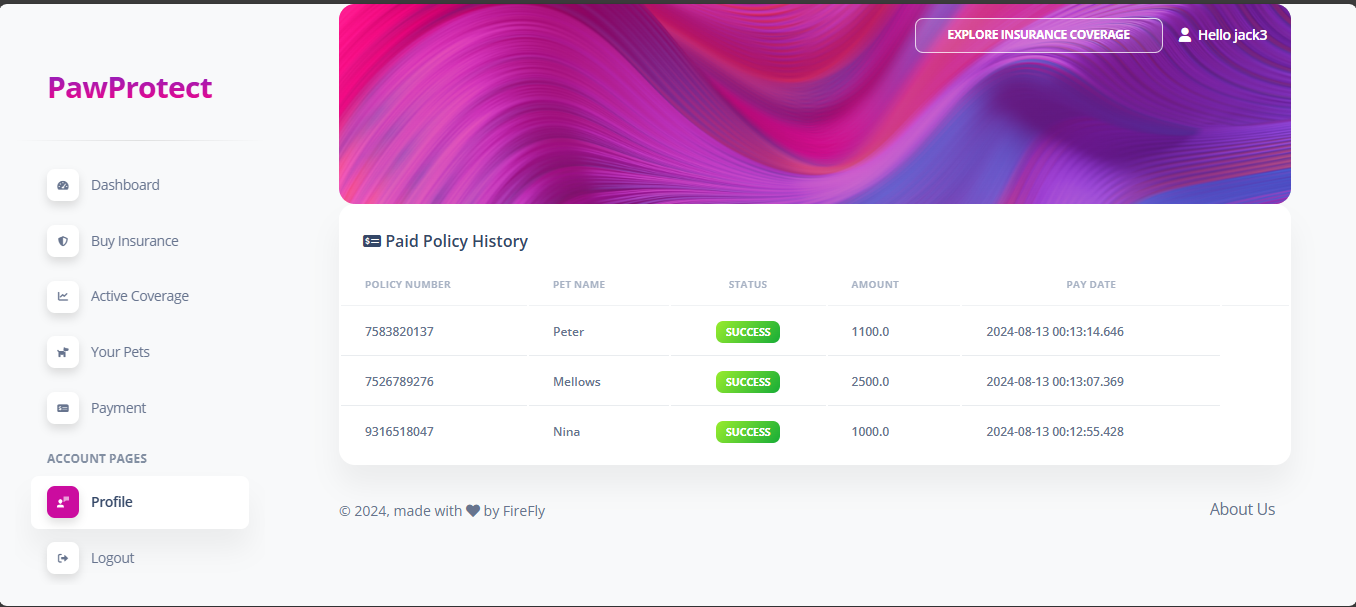 EXPLORE INSURANCE COVERAGE
Hello jack3
PawProtect
Dashboard
Buy Insurance
Active Coverage
Your Pets
Payment
ACCOUNT PAGES
Profile
Logout
Paid Policy History
POLICY NUMBER PET NAME STATUS AMOUNT PAY DATE
7583820137 Peter SUCCESS 1100.0 2024-08-13 00:13:14.646
7526789276 Mellows SUCCESS 2500.0 2024-08-13 00:13:07.369
9316518047 Nina SUCCESS 1000.0 2024-08-13 00:12:55.428
© 2024, made with ♥ by FireFly
About Us